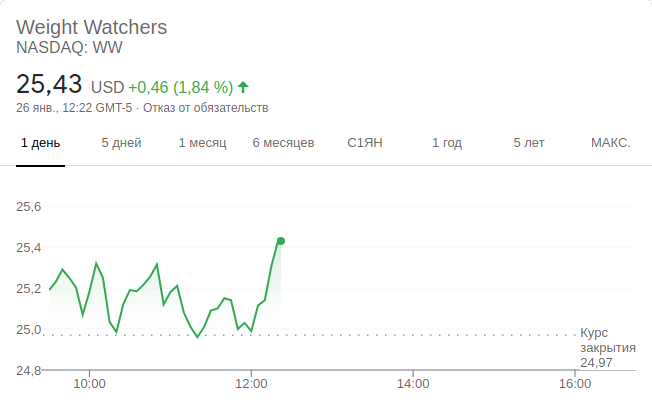 Weight Watchers
NASDAQ: WW
25,43 USD +0,46 (1,84 %)
26 янв., 12:22 GMT-5 · Отказ от обязательств
1 день 5 дней 1 месяц 6 месяцев С1ЯН 1 год 5 лет МАКС.
25,6
25,4
25,2
25,0
Курс
закрытия
24,97
24,8
10:00 12:00 14:00 16:00